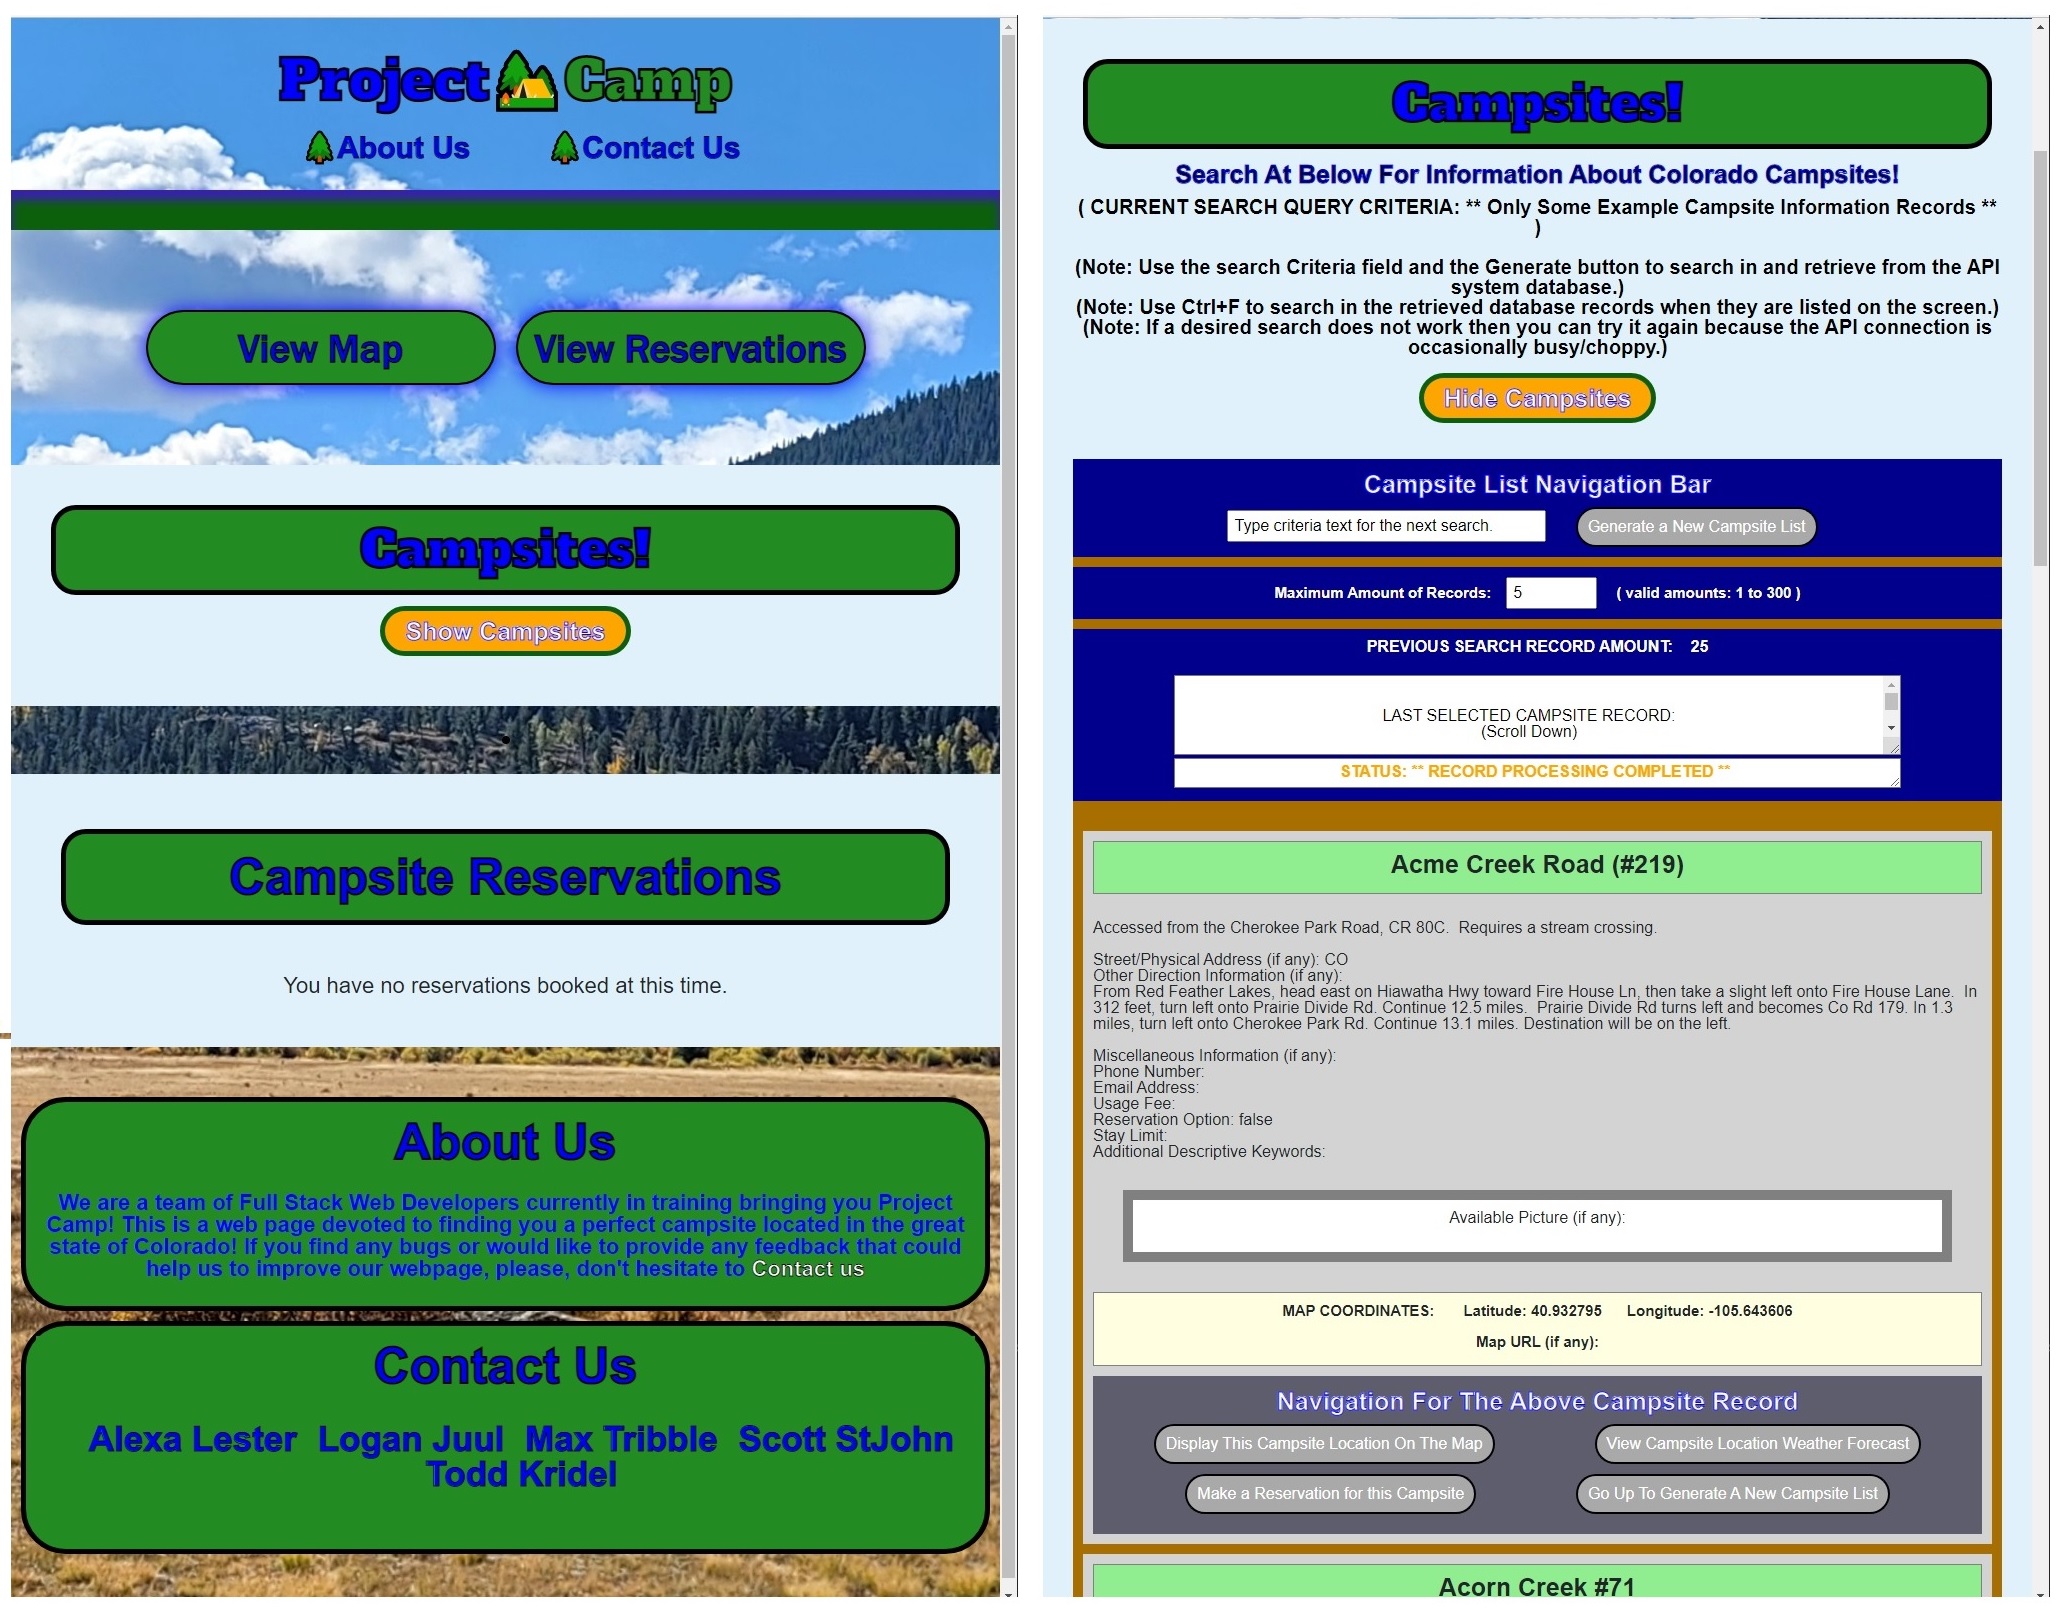 Project Camp
About Us Contact Us
View Map View Reservations
Campsites!
Show Campsites
Campsite Reservations
You have no reservations booked at this time.
About Us
We are a team of Full Stack Web Developers currently in training bringing you Project
Camp! This is a web page devoted to finding you a perfect campsite located in the great
state of Colorado! If you find any bugs or would like to provide any feedback that could
help us to improve our webpage, please, don't hesitate to Contact us
Contact Us
Alexa Lester Logan Juul Max Tribble Scott StJohn
Todd Kridel
Campsites!
Search At Below For Information About Colorado Campsites!
( CURRENT SEARCH QUERY CRITERIA: ** Only Some Example Campsite Information Records **
)
(Note: Use the search Criteria field and the Generate button to search in and retrieve from the API
system database.)
(Note: Use Ctrl+F to search in the retrieved database records when they are listed on the screen.)
(Note: If a desired search does not work then you can try it again because the API connection is
occasionally busy/choppy.)
Hide Campsites
Campsite List Navigation Bar
Type criteria text for the next search. Generate a New Campsite List
Maximum Amount of Records: 5 ( valid amounts: 1 to 300 )
PREVIOUS SEARCH RECORD AMOUNT: 25
LAST SELECTED CAMPSITE RECORD:
(Scroll Down)
STATUS: ** RECORD PROCESSING COMPLETED **
Acme Creek Road (#219)
Accessed from the Cherokee Park Road, CR 80C. Requires a stream crossing.
Street/Physical Address (if any): CO
Other Direction Information (if any):
From Red Feather Lakes, head east on Hiawatha Hwy toward Fire House Ln, then take a slight left onto Fire House Lane. In
312 feet, turn left onto Prairie Divide Rd. Continue 12.5 miles. Prairie Divide Rd turns left and becomes Co Rd 179. In 1.3
miles, turn left onto Cherokee Park Rd. Continue 13.1 miles. Destination will be on the left.
Miscellaneous Information (if any):
Phone Number:
Email Address:
Usage Fee:
Reservation Option: false
Stay Limit:
Additional Descriptive Keywords:
Available Picture (if any):
MAP COORDINATES: Latitude: 40.932795 Longitude: -105.643606
Map URL (if any):
Navigation For The Above Campsite Record
Display This Campsite Location On The Map View Campsite Location Weather Forecast
Make a Reservation for this Campsite Go Up To Generate A New Campsite List
Acorn Creek #71